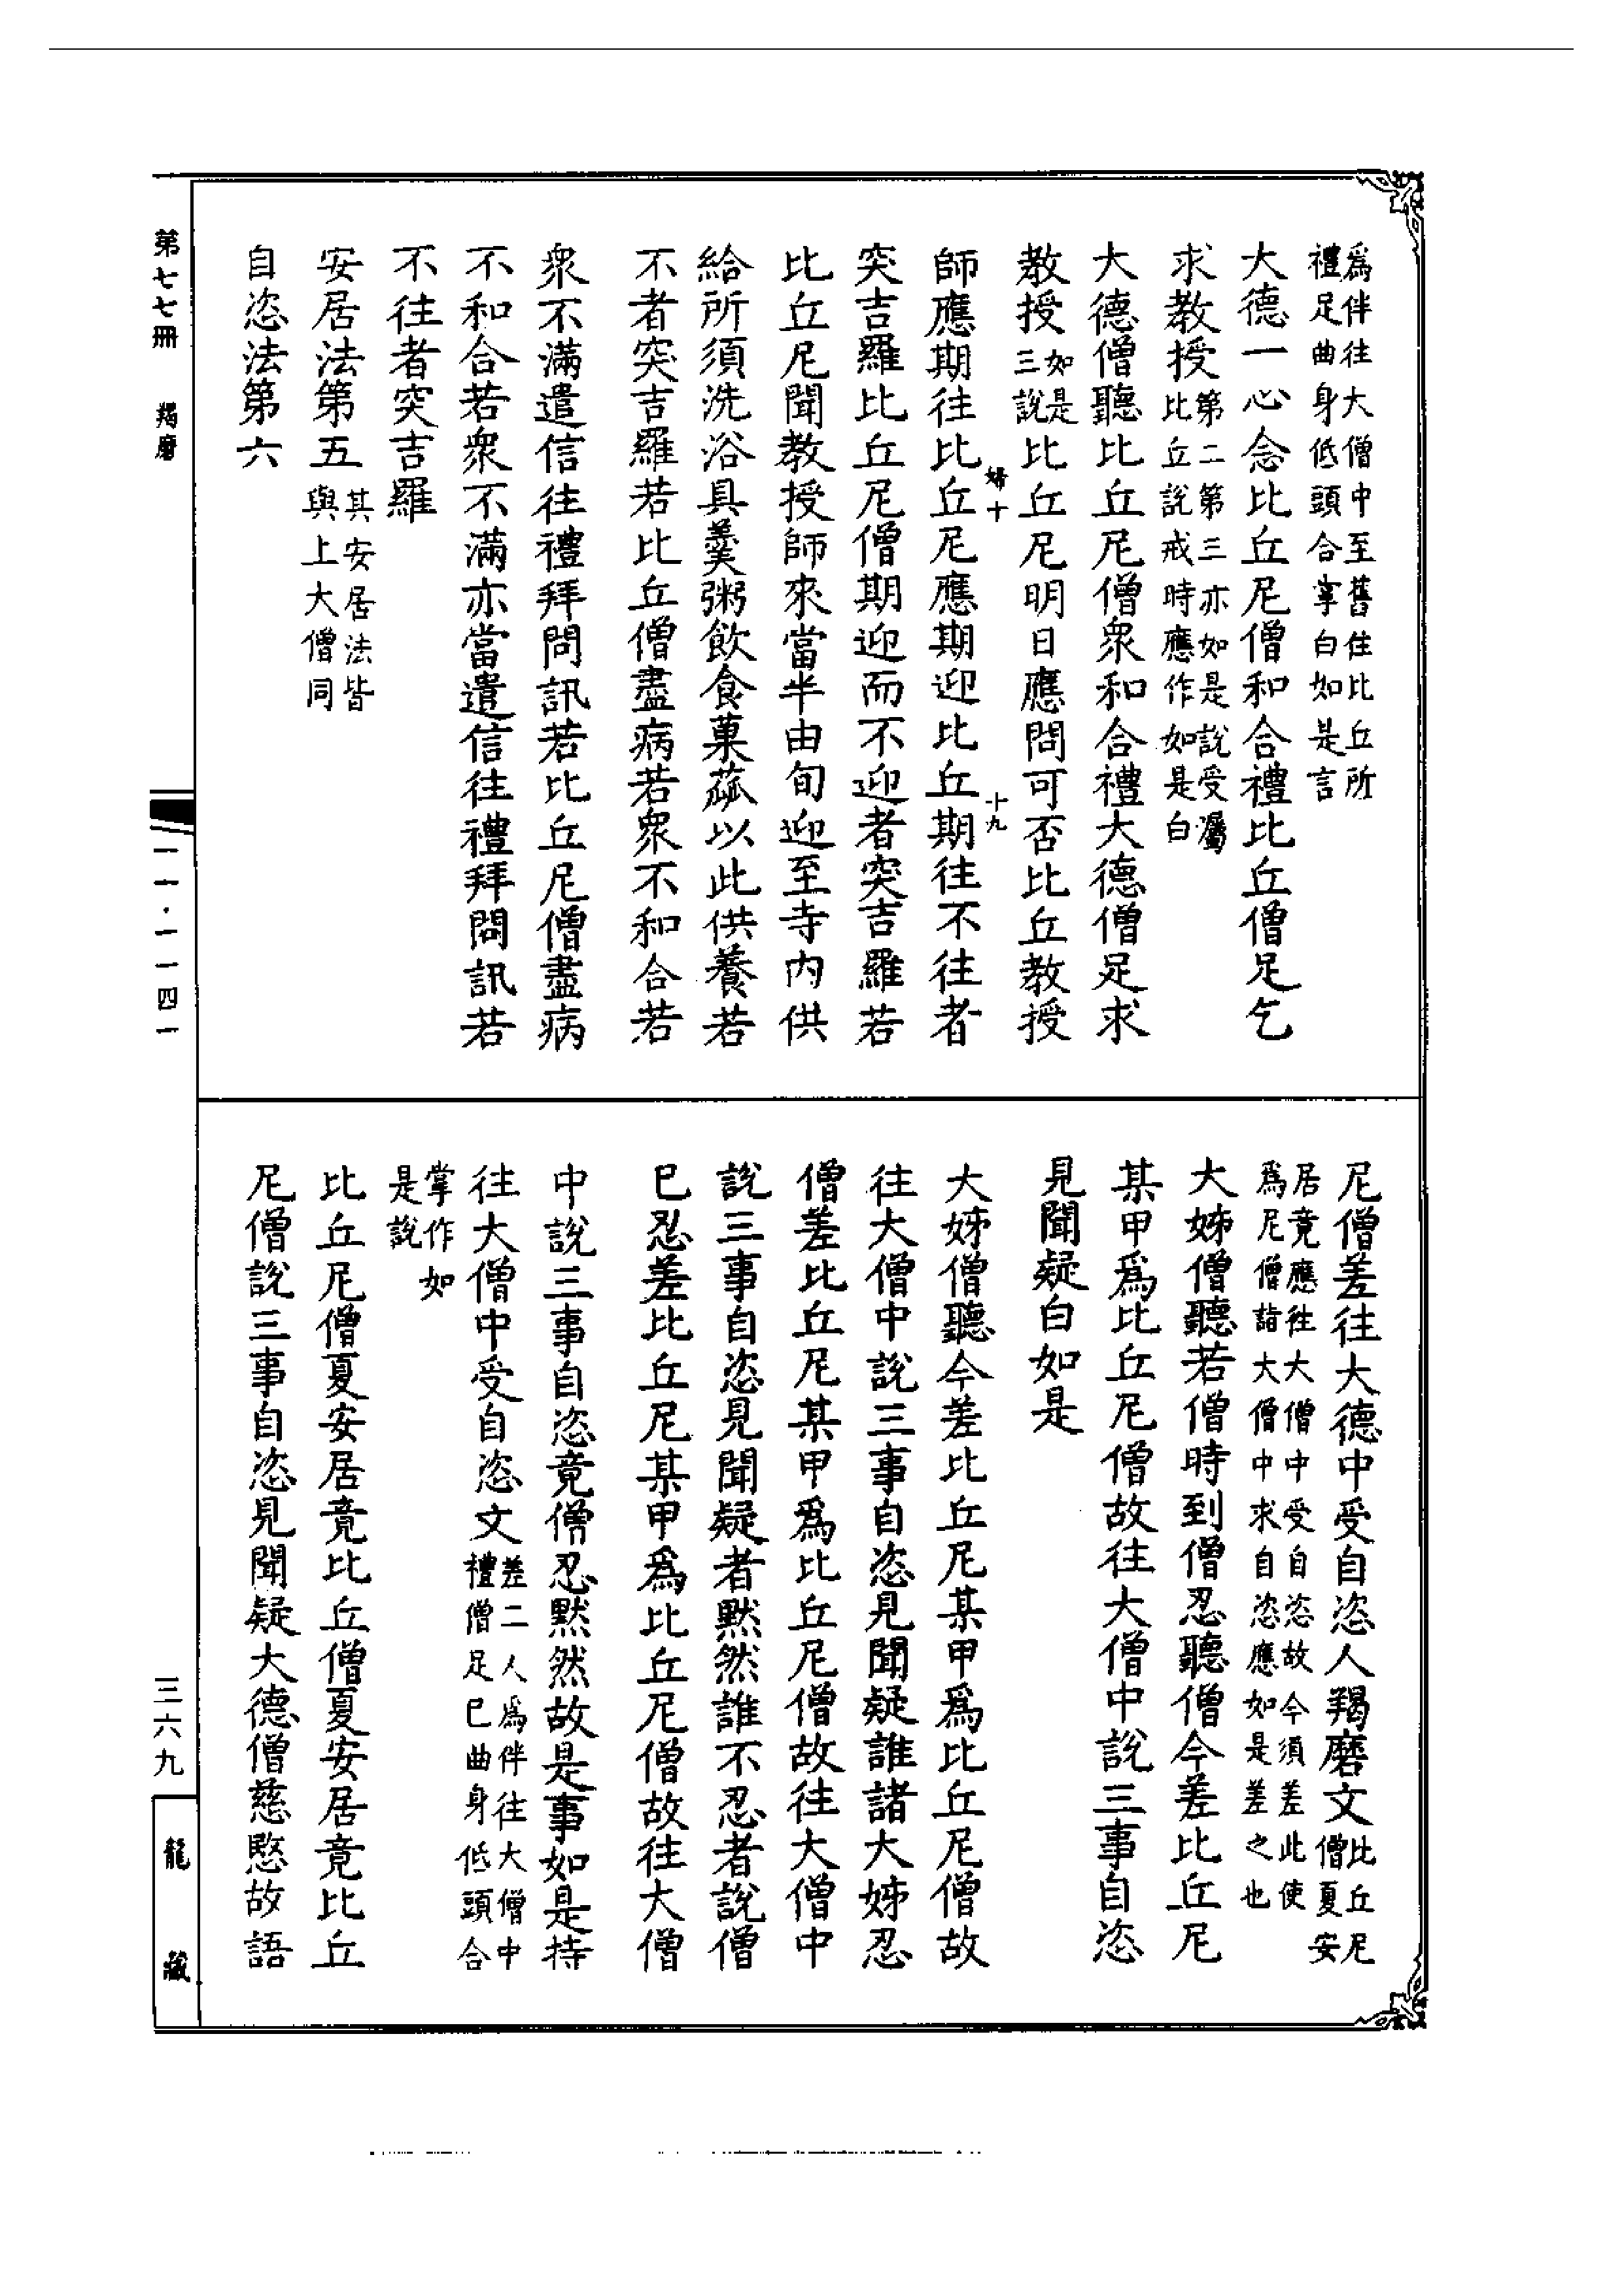 爲伴往大僧中至舊住比丘所
禮足曲身低頭合掌白如是言
大德一心念比丘尼僧和合禮比丘僧足乞
求教授第二第三亦如是說受囑
比丘說戒時應作如是白
大德僧聽比丘尼僧衆和合禮大德僧足求
教授如是
三說比丘尼明日應問可否比丘教授
婦十
十九
師應期往比丘尼應期迎比丘期往不往者
突吉羅比丘尼僧期迎而不迎者突吉羅若
比丘尼聞教授師來當半由旬迎至寺內供
給所須洗浴具羹粥飲食菓蓏以此供養若
不者突吉羅若比丘僧盡病若衆不和合若
衆不滿遣信往禮拜問訊若比丘尼僧盡病
不和合若衆不滿亦當遣信往禮拜問訊若
不往者突吉羅
安居法第五其安居法皆
與上大僧同
自恣法第六
尼僧差往大德中受自恣人羯磨文比丘尼
僧夏安
居竟應往大僧中受自恣故今須差此使
爲尼僧詣大僧中求自恣應如是差之也
大姊僧聽若僧時到僧忍聽僧今差比丘尼
某甲爲比丘尼僧故往大僧中說三事自恣
見聞疑白如是
大姊僧聽今差比丘尼某甲爲比丘尼僧故
往大僧中說三事自恣見聞疑誰諸大姊忍
僧差比丘尼某甲爲比丘尼僧故往大僧中
說三事自恣見聞疑者默然誰不忍者說僧
已忍差比丘尼某甲爲比丘尼僧故往大僧
中說三事自恣竟僧忍默然故是事如是持
往大僧中受自恣文差二人爲伴往大僧中
禮僧足已曲身低頭合
掌作如
是說
比丘尼僧夏安居竟比丘僧夏安居竟比丘
尼僧說三事自恣見聞疑大德僧慈愍故語
第七七冊 羯磨
一一·一一四一
三六九
龍藏